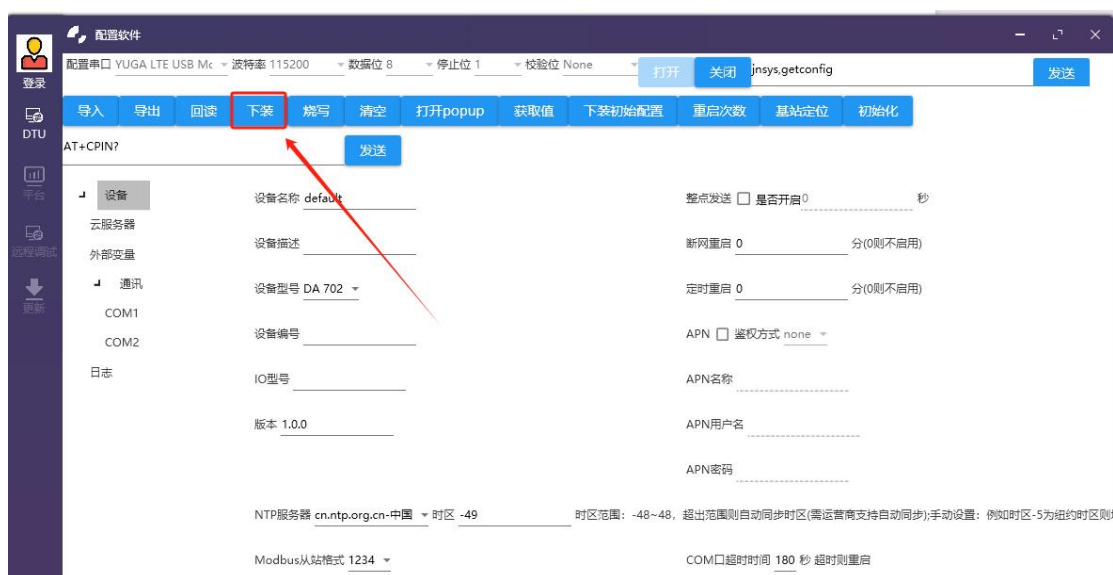 配置软件
登录
DTU
平台
远程调试
更新
配置串口 YUGA LTE USB Mc 波特率 115200 数据位 8 停止位 1 校验位 None 打开 关闭 jnsys,getconfig 发送
导入 导出 回读 下装 烧写 清空 打开popup 获取值 下装初始配置 重启次数 基站定位 初始化
AT+CPIN? 发送
设备
云服务器
外部变量
通讯
COM1
COM2
日志
设备名称 default 整点发送 是否开启 0 秒
设备描述 断网重启 0 分(0则不启用)
设备型号 DA 702 定时重启 0 分(0则不启用)
设备编号 APN 鉴权方式 none
IO型号 APN名称
版本 1.0.0 APN用户名
APN密码
NTP服务器 cn.ntp.org.cn-中国 时区 -49 时区范围：-48~48，超出范围则自动同步时区(需运营商支持自动同步);手动设置：例如时区-5为纽约时区则
Modbus从站格式 1234 COM口超时时间 180 秒 超时则重启